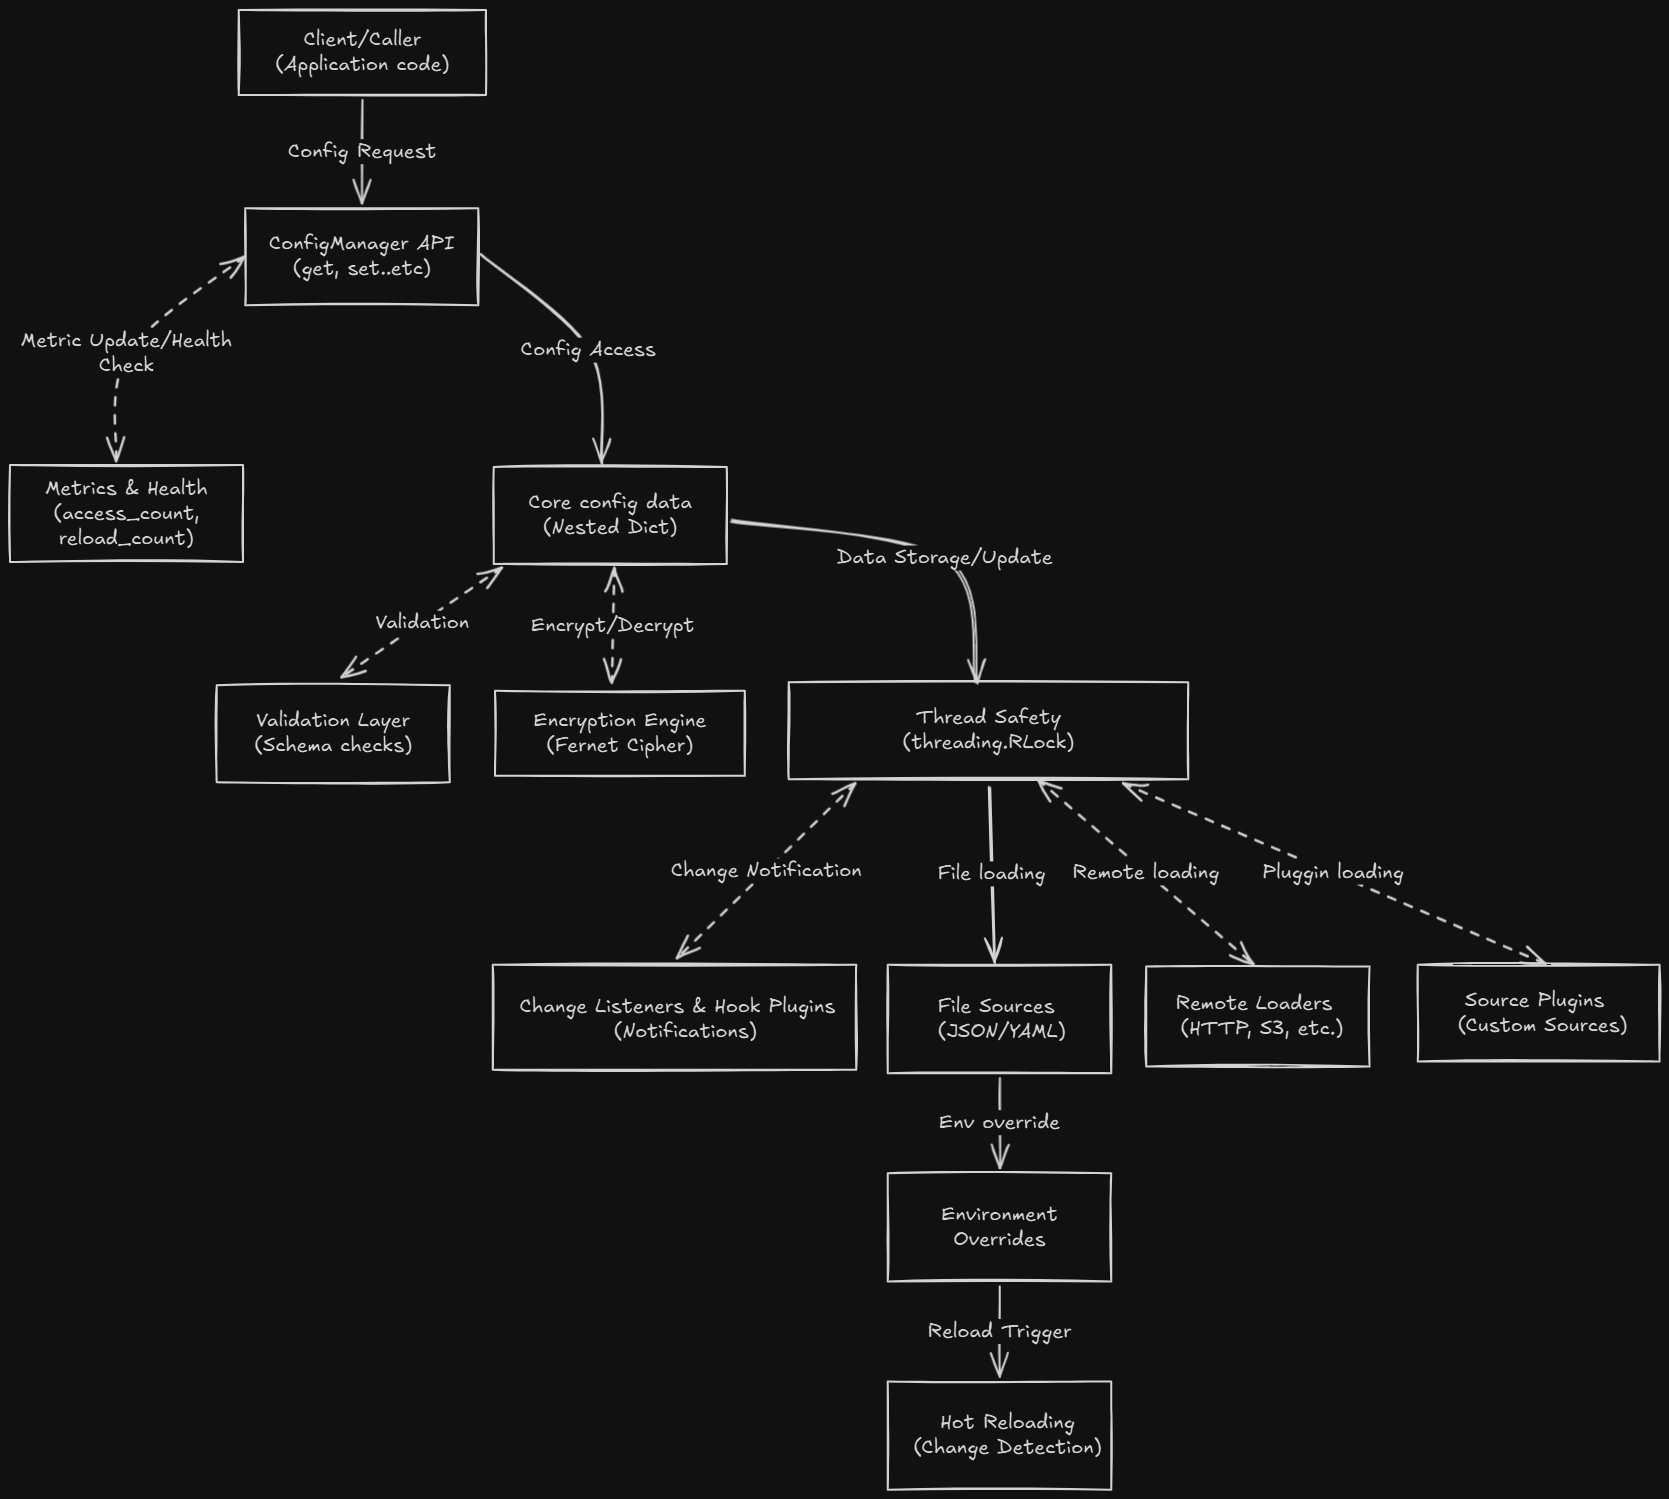 Client/Caller
(Application code)
Config Request
ConfigManager API
(get, set..etc)
Metric Update/Health
Check
Config Access
Metrics & Health
(access_count,
reload_count)
Core config data
(Nested Dict)
Data Storage/Update
Validation
Encrypt/Decrypt
Validation Layer
(Schema checks)
Encryption Engine
(Fernet Cipher)
Thread Safety
(threading.RLock)
Change Notification
File loading
Remote loading
Pluggin loading
Change Listeners & Hook Plugins
(Notifications)
File Sources
(JSON/YAML)
Remote Loaders
(HTTP, S3, etc.)
Source Plugins
(Custom Sources)
Env override
Environment
Overrides
Reload Trigger
Hot Reloading
(Change Detection)